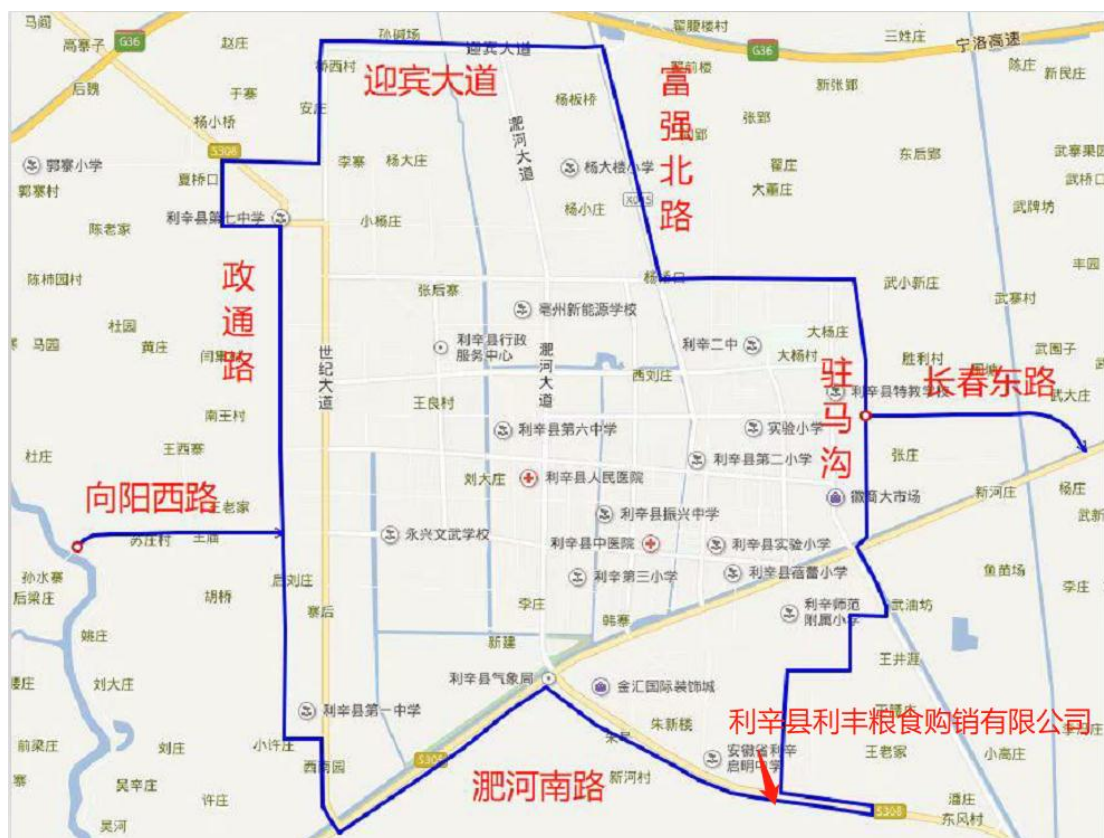 马阁
高寨子
G36
赵庄
孙碱场
迎宾大道
翟腰楼村
G36
三姓庄
宁洛高速
陈庄
新民庄
后魏
桥西村
迎宾大道
富强北路
新张郢
于寨
安庄
杨板桥
张郢
杨小桥
淝河大道
S308
郭寨小学
夏桥口
李寨
杨大庄
杨大楼小学
翟庄
东后郢
武寨果园
武桥口
郭寨村
大董庄
利辛县第七中学
小杨庄
杨小庄
武牌坊
陈老家
政通路
丰园
陈柿园村
张后寨
杨桥口
武小新庄
武寨村
亳州新能源学校
杜园
马园
黄庄
世纪大道
利辛县行政
服务中心
淝河大道
利辛二中
大杨庄
大杨村
驻马沟
胜利村
武围子
长春东路
西刘庄
利辛县特教学校
武大庄
南王村
王良村
利辛县第六中学
实验小学
杜庄
王西寨
利辛县第二小学
张庄
刘大庄
利辛县人民医院
徽商大市场
新河庄
杨庄
向阳西路
王老家
利辛县振兴中学
苏庄村
永兴文武学校
利辛县中医院
利辛县实验小学
孙水寨
后梁庄
后刘庄
利辛第三小学
利辛县蓓蕾小学
鱼苗场
李庄
胡桥
寨后
李庄
韩寨
利辛师范
附属小学
武油坊
姚庄
新建
王井涯
刘大庄
利辛县气象局
金汇国际装饰城
利辛县第一中学
朱新楼
利辛县利丰粮食购销有限公司
前梁庄
刘庄
小许庄
西南园
淝河南路
新河村
安徽省利辛
启明中学
王老家
小高庄
吴辛庄
许庄
吴河
S308
潘庄
东风村